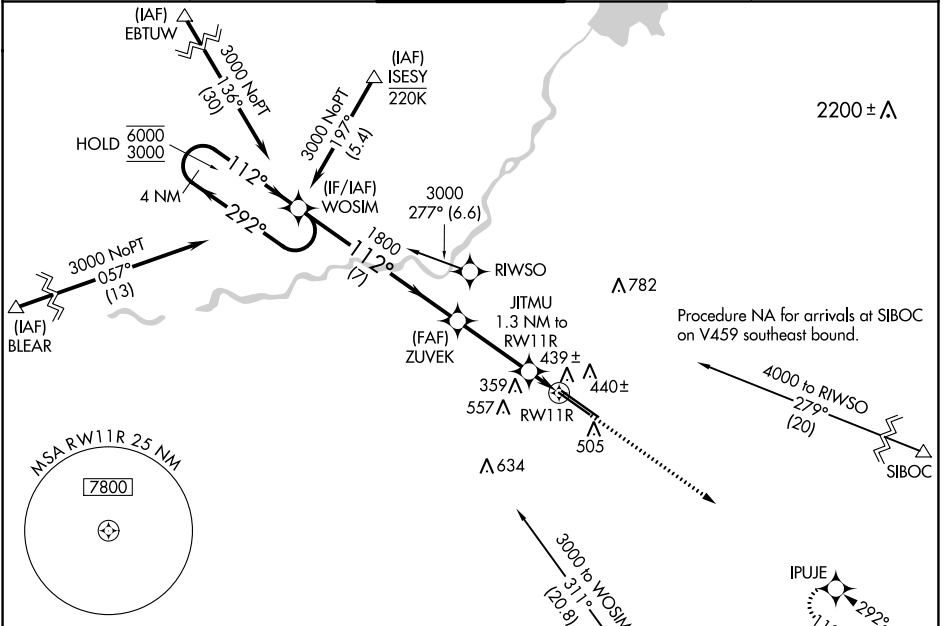 (IAF)
EBTUW
3000 NoPT
136°
(30)
(IAF)
ISESY
220K
3000 NoPT
197°
(5.4)
2200 ±
HOLD 6000
3000
4 NM
112°
292°
(IF/IAF)
WOSIM
3000
277° (6.6)
1800
RIWSO
112°
(7)
3000 NoPT
057°
(13)
(IAF)
BLEAR
782
JITMU
1.3 NM to
RW11R
(FAF)
ZUVEK
439 ±
440 ±
359
557
RW11R
505
634
Procedure NA for arrivals at SIBOC
on V459 southeast bound.
4000 to RIWSO
279°
(20)
SIBOC
MSA RW11R 25 NM
7800
3000 to WOSIM
311°
(20.8)
IPUJE
292°